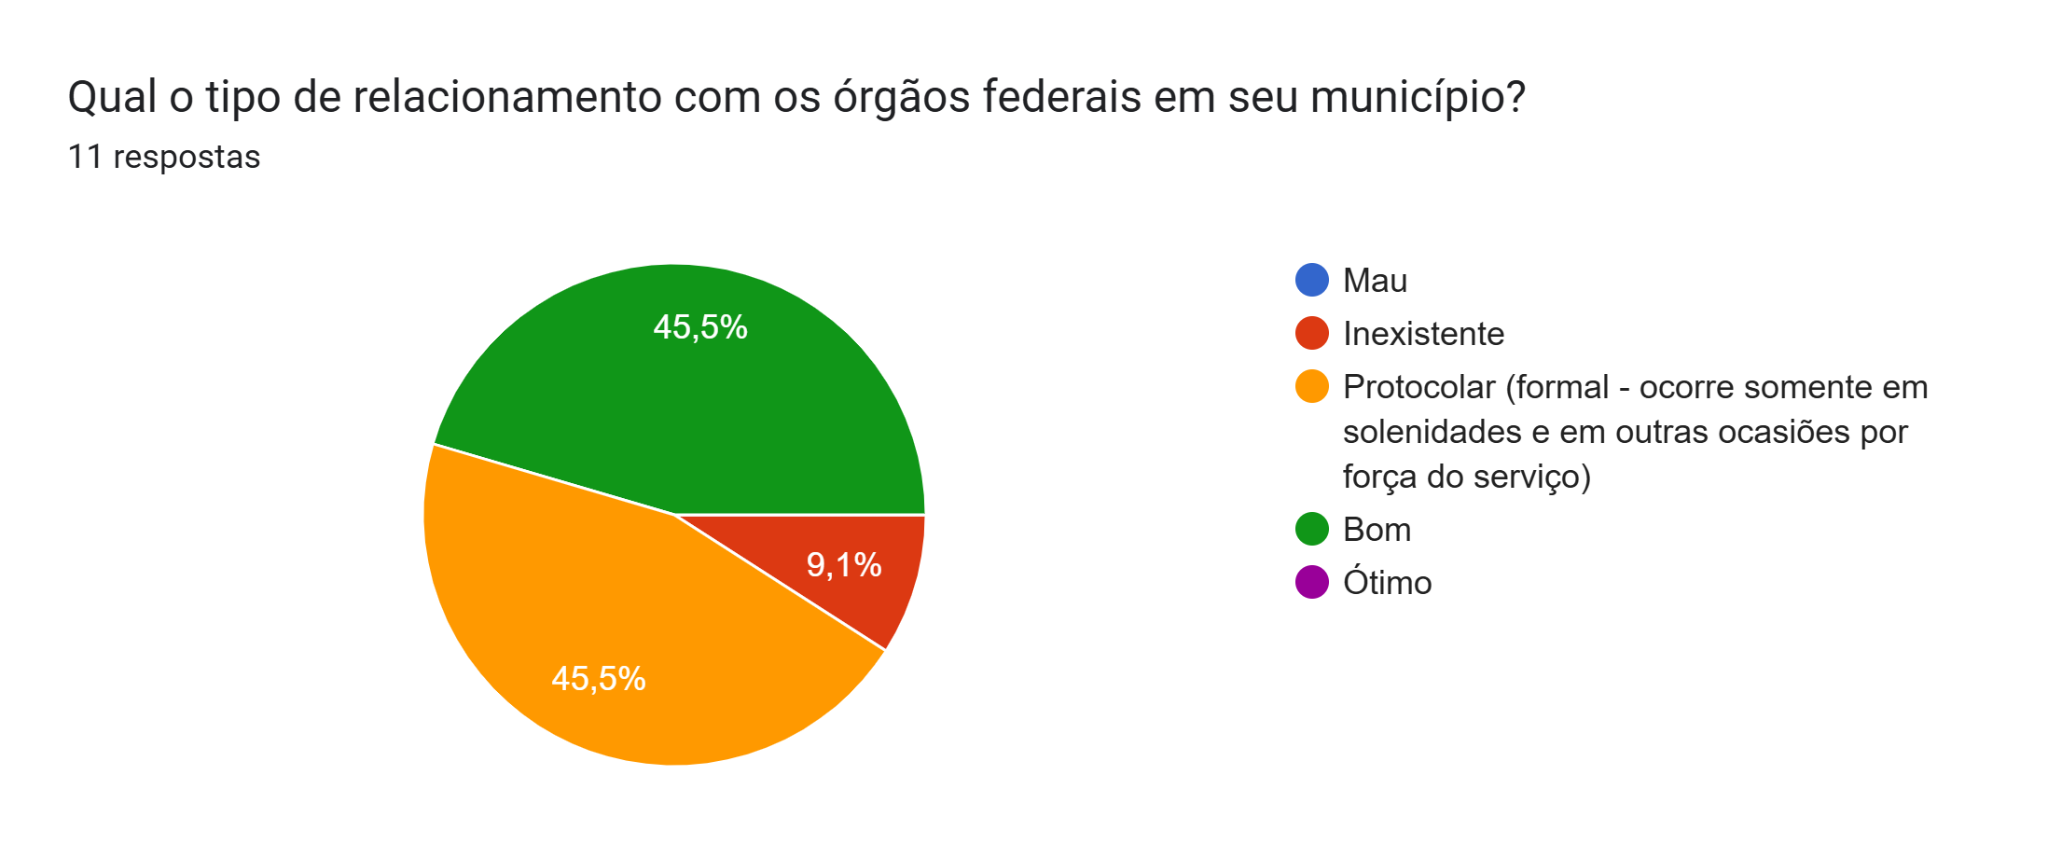 Qual o tipo de relacionamento com os órgãos federais em seu município?
11 respostas
45,5%
9,1%
45,5%
Mau
Inexistente
Protocolar (formal - ocorre somente em
solenidades e em outras ocasiões por
força do serviço)
Bom
Ótimo